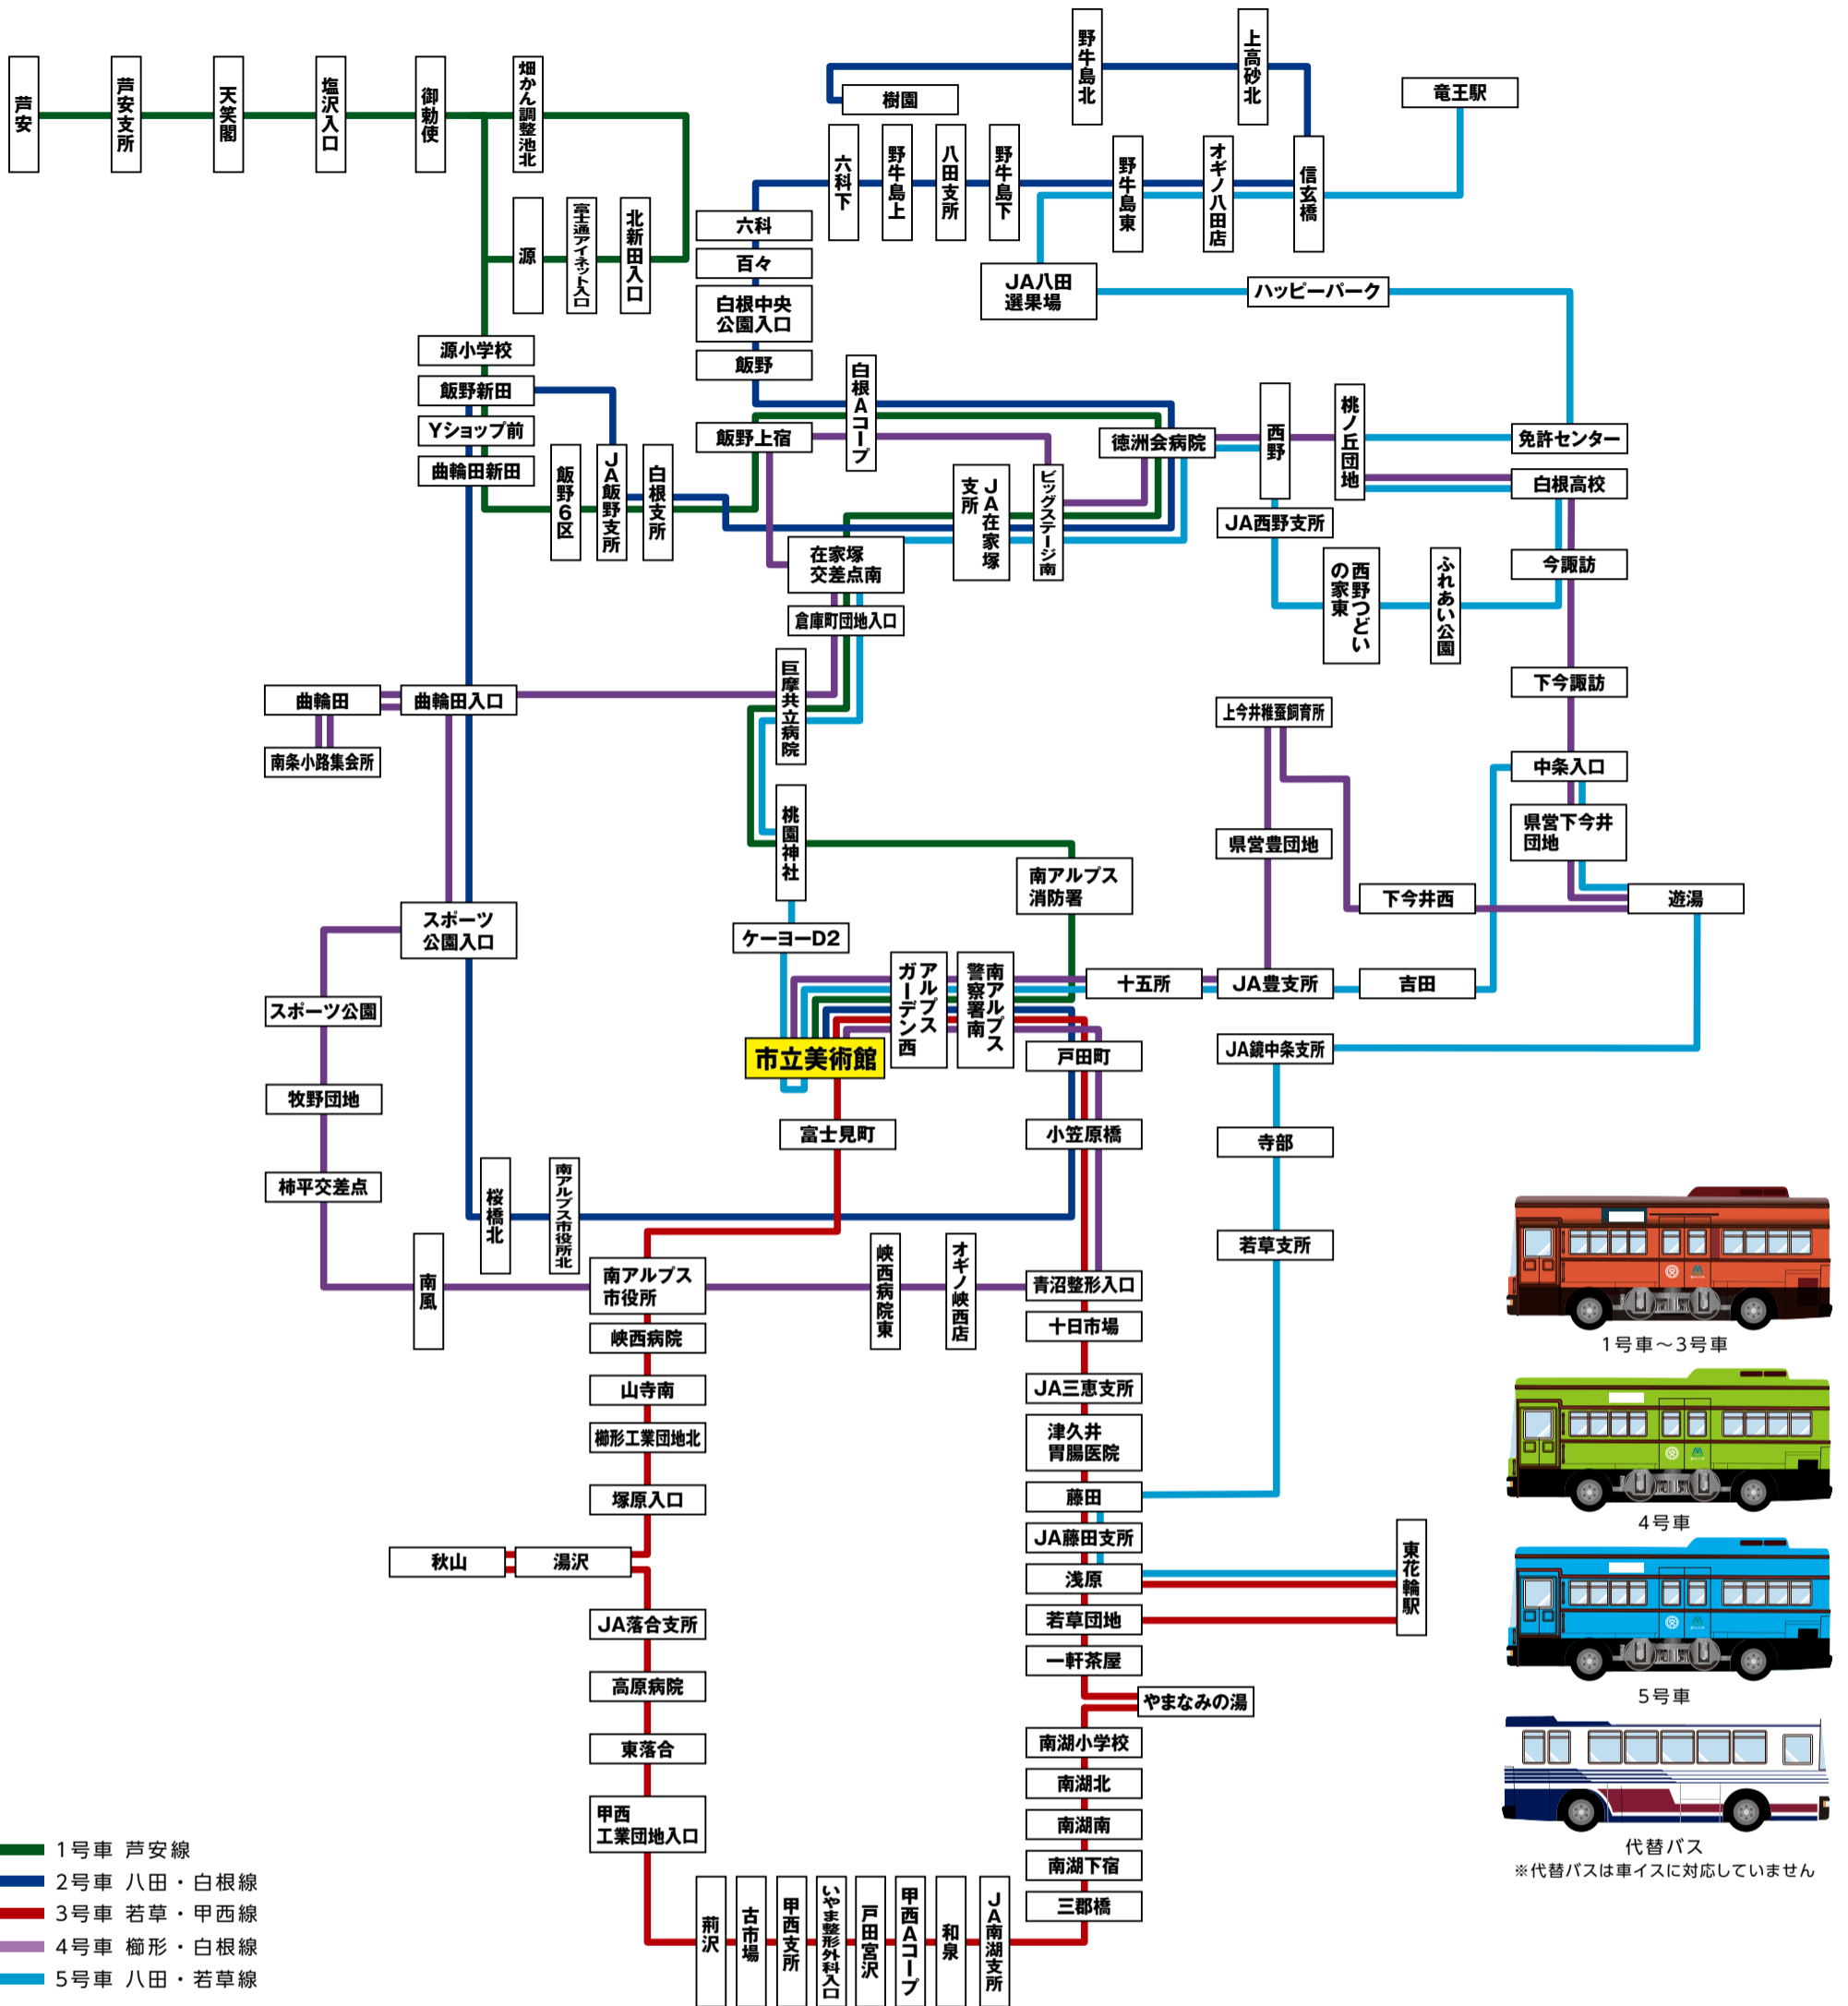 芦安
芦安支所
天笑閣
塩沢入口
御勅使
畑かん調整池北
源
富士通アイネット入口
北新田入口
野牛島北
上高砂北
樹園
竜王駅
六科下
野牛島上
八田支所
野牛島下
野牛島東
オギノ八田店
信玄橋
六科
百々
白根中央
公園入口
飯野
JA八田
選果場
ハッピーパーク
源小学校
飯野新田
Yショップ前
曲輪田新田
飯野6区
JA飯野支所
白根支所
飯野上宿
白根Aコープ
徳洲会病院
西野
桃ノ丘団地
免許センター
白根高校
JA在家塚
支所
ビッグステージ南
JA西野支所
在家塚
交差点南
西野つどい
の家東
ふれあい公園
今諏訪
倉庫町団地入口
巨摩共立病院
下今諏訪
曲輪田
曲輪田入口
南条小路集会所
上今井稚蚕飼育所
中条入口
桃園神社
県営豊団地
県営下今井
団地
南アルプス
消防署
下今井西
遊湯
スポーツ
公園入口
ケーヨーD2
アルプス
ガーデン西
南アルプス
警察署南
十五所
JA豊支所
吉田
スポーツ公園
市立美術館
戸田町
JA鏡中条支所
牧野団地
富士見町
小笠原橋
寺部
柿平交差点
桜橋北
南アルプス市役所北
若草支所
南風
南アルプス
市役所
峡西病院東
オギノ峡西店
青沼整形入口
峡西病院
十日市場
山寺南
JA三恵支所
櫛形工業団地北
津久井
胃腸医院
塚原入口
藤田
JA藤田支所
秋山
湯沢
浅原
東花輪駅
JA落合支所
若草団地
一軒茶屋
高原病院
やまなみの湯
東落合
南湖小学校
南湖北
甲西
工業団地入口
南湖南
南湖下宿
三郡橋
荊沢
古市場
甲西支所
いやま整形外科入口
戸田宮沢
甲西Aコープ
和泉
JA南湖支所
1号車〜3号車
4号車
5号車
代替バス
※代替バスは車イスに対応していません
1号車 芦安線
2号車 八田・白根線
3号車 若草・甲西線
4号車 櫛形・白根線
5号車 八田・若草線